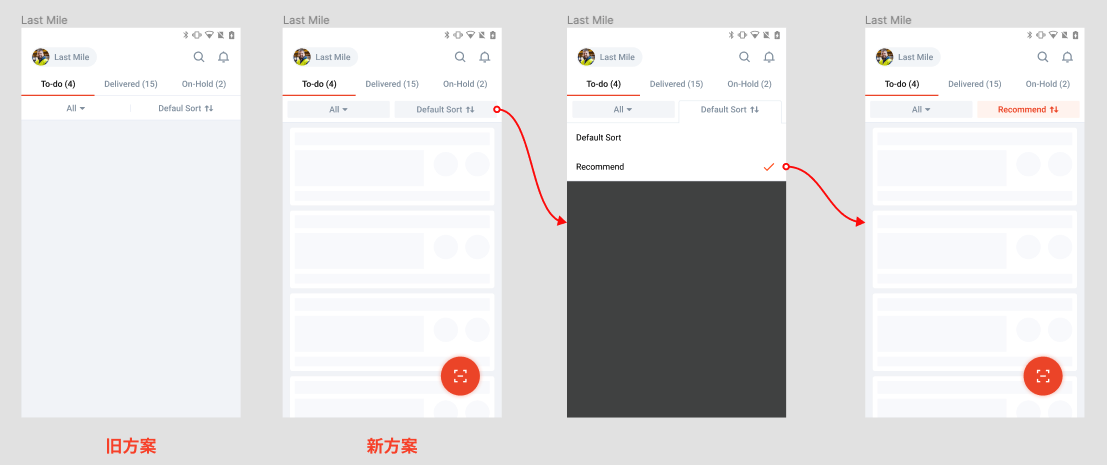 Last Mile
Last Mile
To-do (4) Delivered (15) On-Hold (2)
All Defaul Sort
旧方案
Last Mile
Last Mile
To-do (4) Delivered (15) On-Hold (2)
All Default Sort
新方案
Last Mile
Last Mile
To-do (4) Delivered (15) On-Hold (2)
All Default Sort
Default Sort
Recommend
Last Mile
Last Mile
To-do (4) Delivered (15) On-Hold (2)
All Recommend